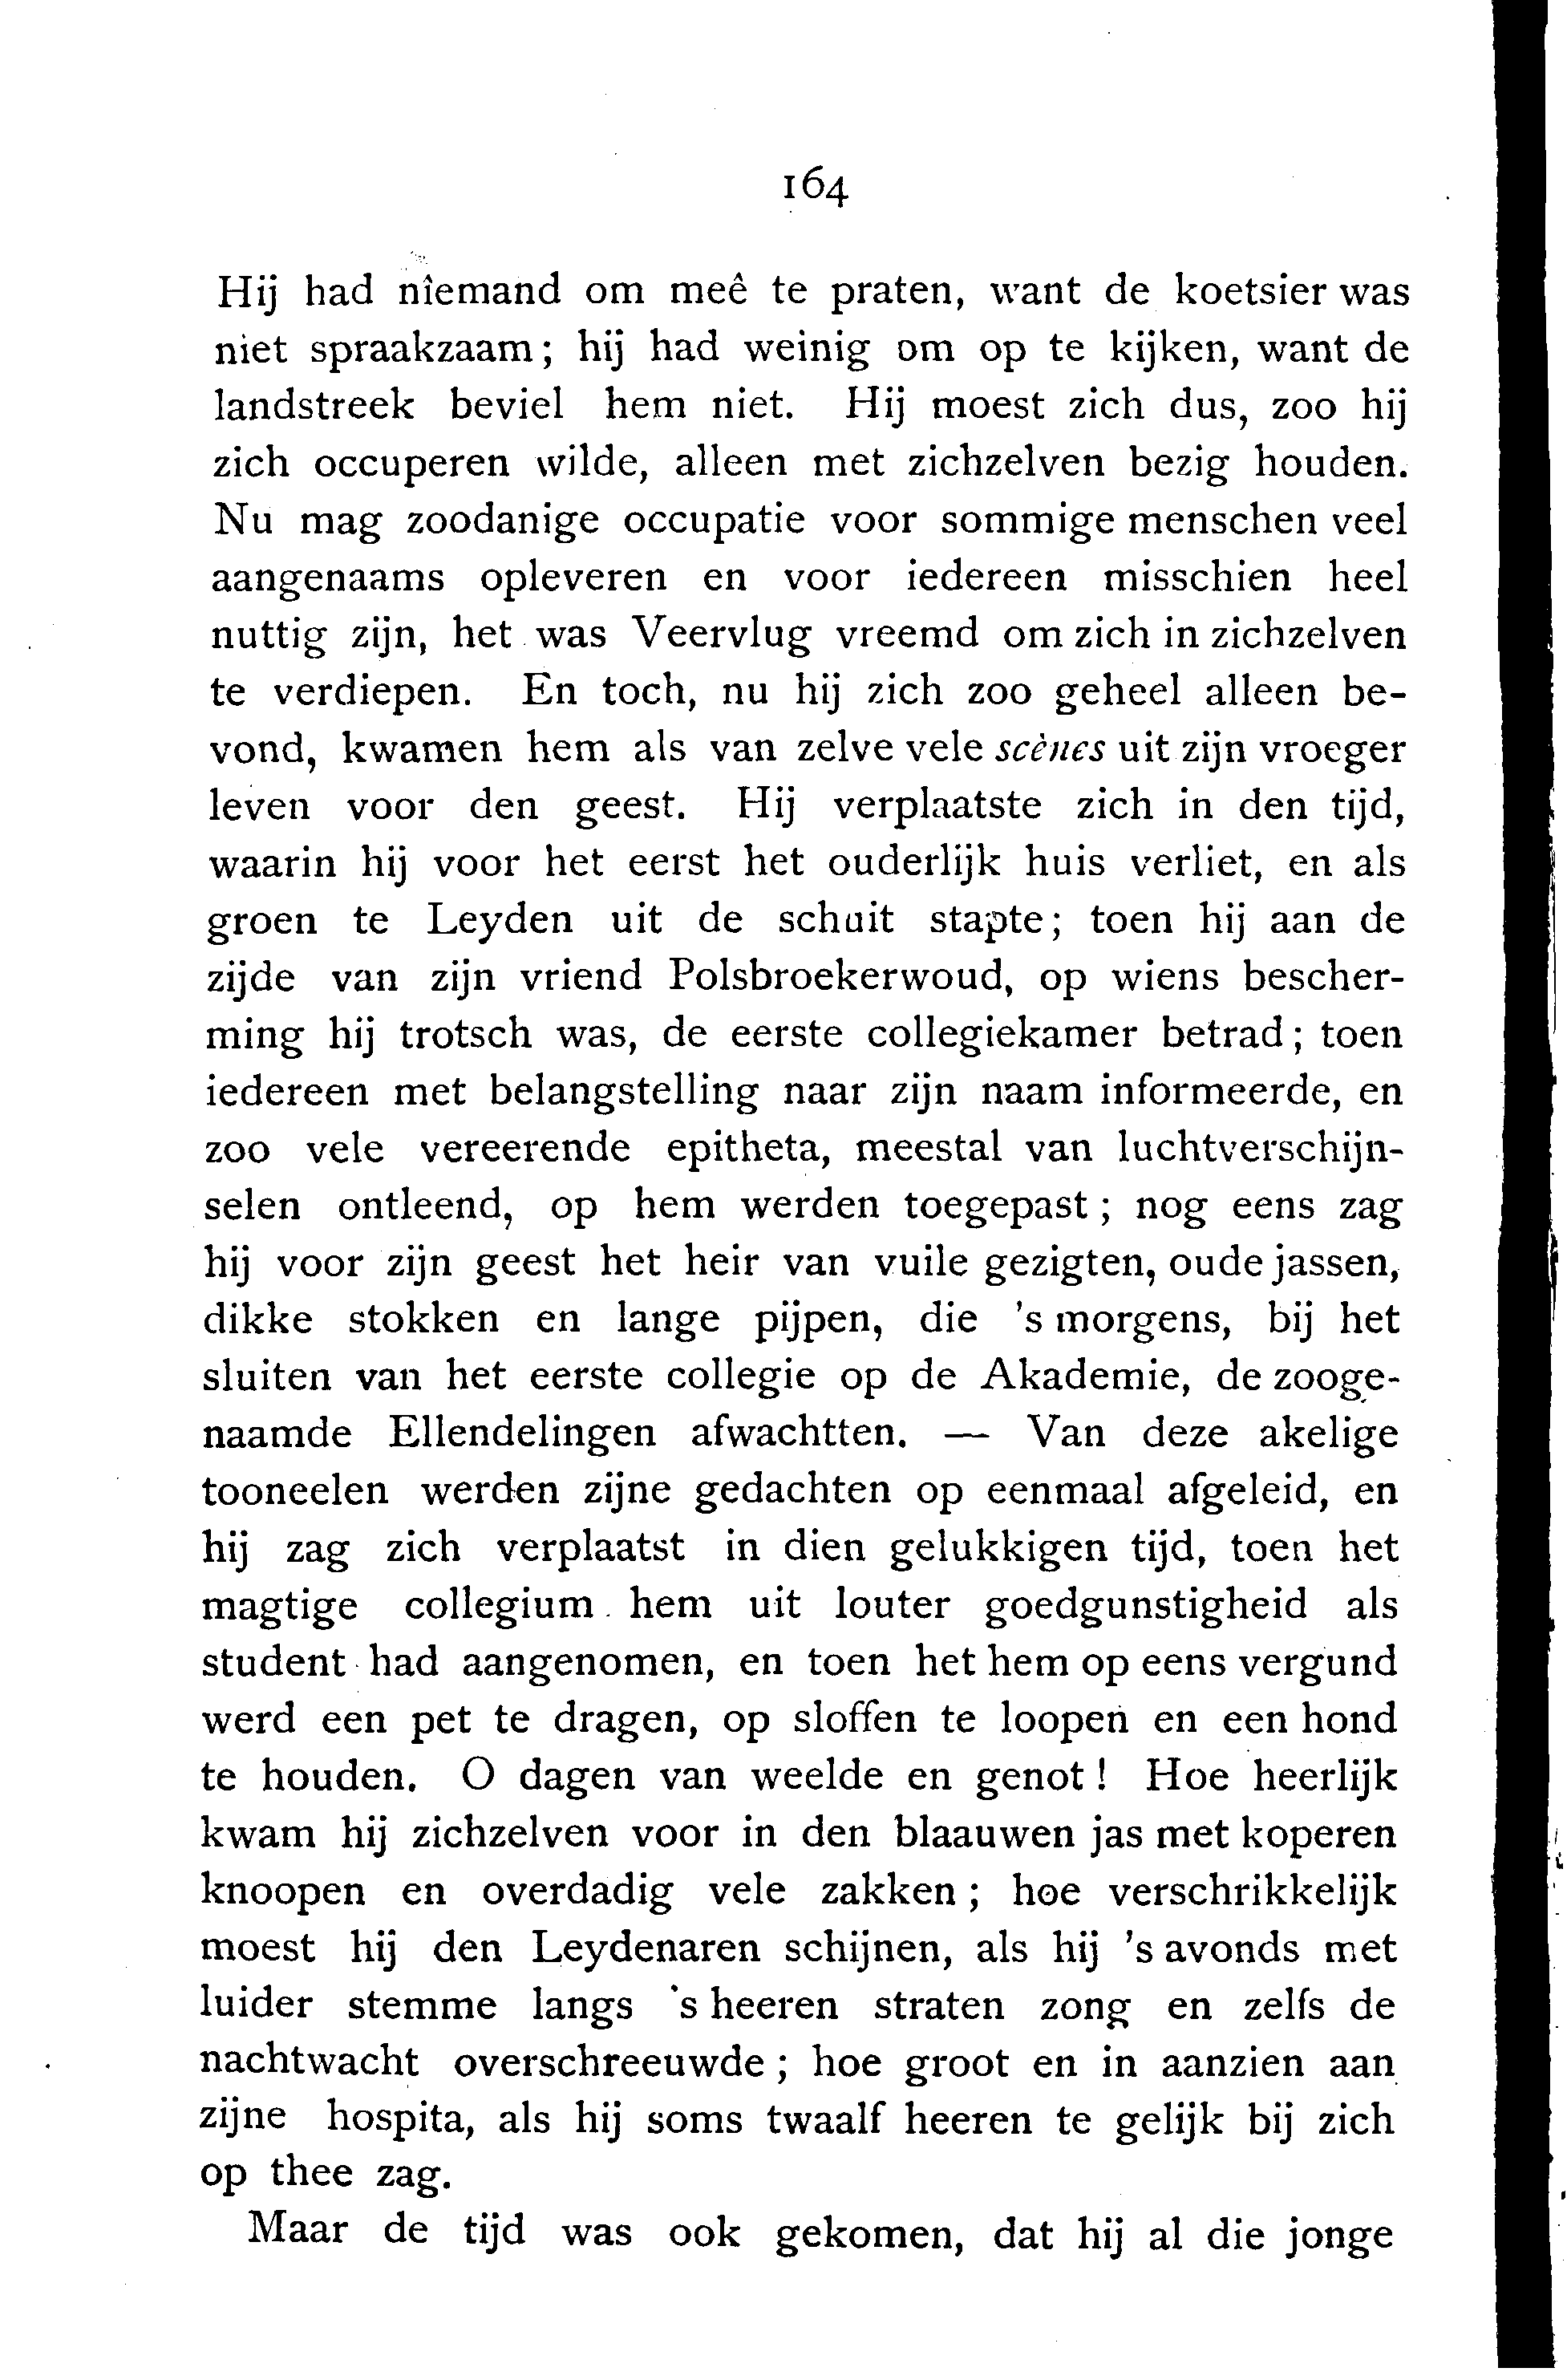 164
Hij had niemand om meê te praten, want de koetsier was
niet spraakzaam; hij had weinig om op te kijken, want de
landstreek beviel hem niet. Hij moest zich dus, zoo hij
zich occuperen wilde, alleen met zichzelven bezig houden.
Nu mag zoodanige occupatie voor sommige menschen veel
aangenaams opleveren en voor iedereen misschien heel
nuttig zijn, het was Veervlug vreemd om zich in zichzelven
te verdiepen. En toch, nu hij zich zoo geheel alleen be-
vond, kwamen hem als van zelve vele scènes uit zijn vroeger
leven voor den geest. Hij verplaatste zich in den tijd,
waarin hij voor het eerst het ouderlijk huis verliet, en als
groen te Leyden uit de schuit stapte; toen hij aan de
zijde van zijn vriend Polsbroekerwoud, op wiens bescher-
ming hij trotsch was, de eerste collegiekamer betrad; toen
iedereen met belangstelling naar zijn naam informeerde, en
zoo vele vereerende epitheta, meestal van luchtverschijn-
selen ontleend, op hem werden toegepast; nog eens zag
hij voor zijn geest het heir van vuile gezigten, oude jassen,
dikke stokken en lange pijpen, die 's morgens, bij het
sluiten van het eerste collegie op de Akademie, de zooge-
naamde Ellendelingen afwachtten. — Van deze akelige
tooneelen werden zijne gedachten op eenmaal afgeleid, en
hij zag zich verplaatst in dien gelukkigen tijd, toen het
magtige collegium hem uit louter goedgunstigheid als
student had aangenomen, en toen het hem op eens vergund
werd een pet te dragen, op sloffen te loopen en een hond
te houden. O dagen van weelde en genot! Hoe heerlijk
kwam hij zichzelven voor in den blaauwen jas met koperen
knoopen en overdadig vele zakken; hoe verschrikkelijk
moest hij den Leydenaren schijnen, als hij 's avonds met
luider stemme langs 's heeren straten zong en zelfs de
nachtwacht overschreeuwde; hoe groot en in aanzien aan
zijne hospita, als hij soms twaalf heeren te gelijk bij zich
op thee zag.
Maar de tijd was ook gekomen, dat hij al die jonge